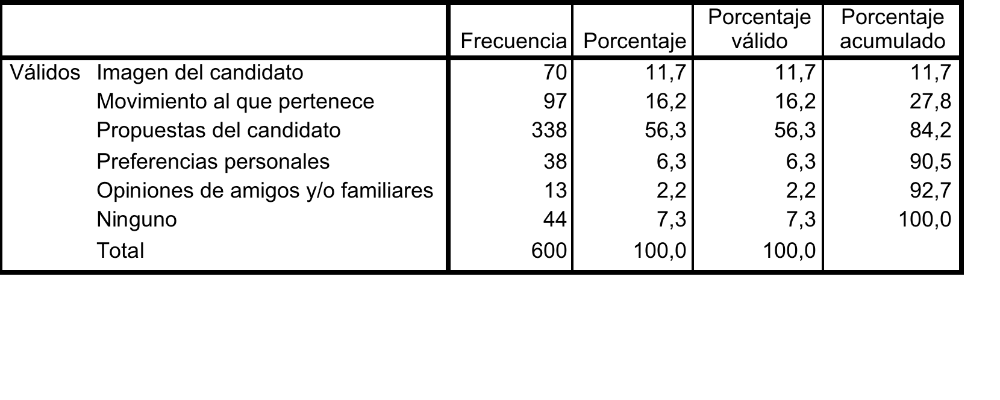 Frecuencia Porcentaje Porcentaje válido Porcentaje acumulado
Válidos Imagen del candidato 70 11,7 11,7 11,7
Movimiento al que pertenece 97 16,2 16,2 27,8
Propuestas del candidato 338 56,3 56,3 84,2
Preferencias personales 38 6,3 6,3 90,5
Opiniones de amigos y/o familiares 13 2,2 2,2 92,7
Ninguno 44 7,3 7,3 100,0
Total 600 100,0 100,0